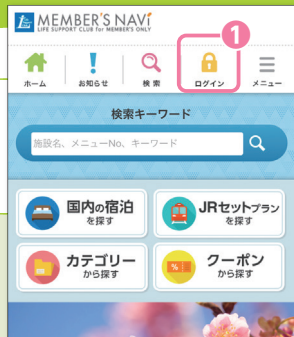 MEMBER'S NAVi
LIFE SUPPORT CLUB for MEMBER'S ONLY
1
ホーム お知らせ 検索 ログイン メニュー
検索キーワード
施設名、メニューNo、キーワード
国内の宿泊
を探す
JRセットプラン
を探す
カテゴリー
から探す
クーポン
から探す